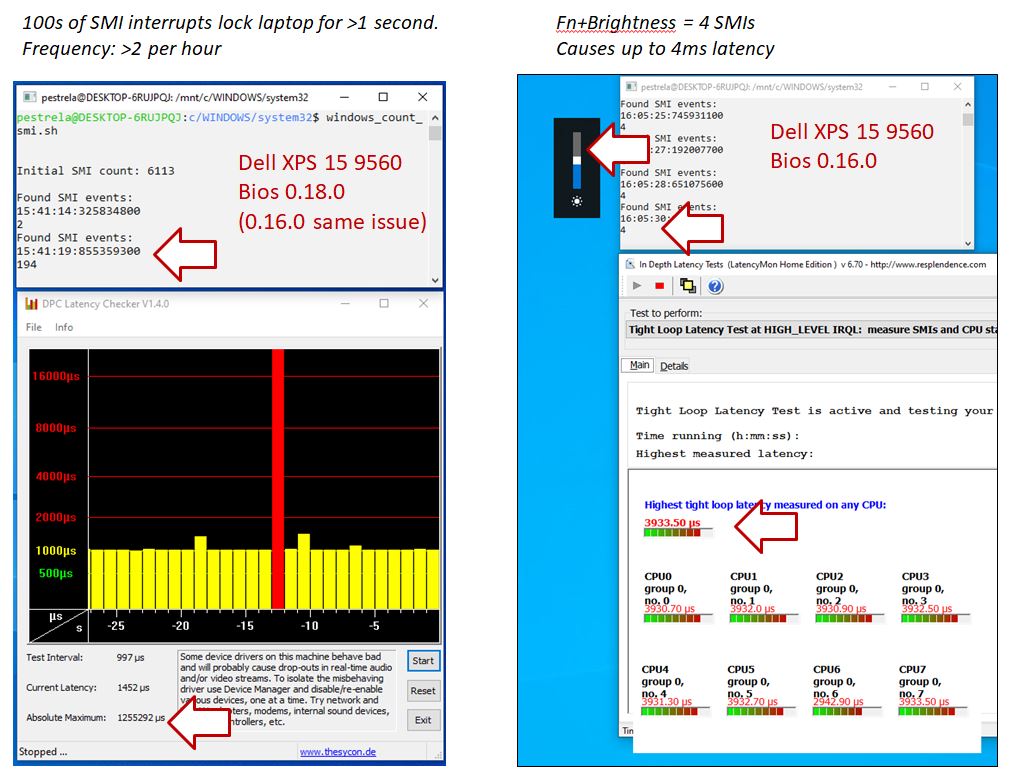 100s of SMI interrupts lock laptop for >1 second.
Frequency: >2 per hour
pestrela@DESKTOP-6RUJPQJ: /mnt/c/WINDOWS/system32
pestrela@DESKTOP-6RUJPQJ:c/WINDOWS/system32$ windows_count_
smi.sh
Initial SMI count: 6113
Found SMI events:
15:41:14:325834800
2
Found SMI events:
15:41:19:855359300
194
Dell XPS 15 9560
Bios 0.18.0
(0.16.0 same issue)
DPC Latency Checker V1.4.0
File Info
16000µs
8000µs
4000µs
2000µs
1000µs
500µs
µs
s
-25 -20 -15 -10 -5
Test Interval: 997 µs
Current Latency: 1452 µs
Absolute Maximum: 1255292 µs
Some device drivers on this machine behave bad
and will probably cause drop-outs in real-time audio
and/or video streams. To isolate the misbehaving
driver use Device Manager and disable/re-enable
various devices, one at a time. Try network and
modems, internal sound devices,
etc.
Start
Reset
Exit
Stopped ...
www.thesycon.de
Fn+Brightness = 4 SMIs
Causes up to 4ms latency
pestrela@DESKTOP-6RUJPQJ: /mnt/c/WINDOWS/system32
Found SMI events:
16:05:25:745931100
4
SMI events:
:27:192007700
Found SMI events:
16:05:28:651075600
4
Found SMI events:
16:05:30:
4
Dell XPS 15 9560
Bios 0.16.0
In Depth Latency Tests (LatencyMon Home Edition ) v 6.70 - http://www.resplendence.com
Test to perform:
Tight Loop Latency Test at HIGH_LEVEL IRQL: measure SMIs and CPU sta
Main Details
Tight Loop Latency Test is active and testing your
Time running (h:mm:ss):
Highest measured latency:
Highest tight loop latency measured on any CPU:
3933.50 µs
CPU0
group 0,
no. 0
3930.70 µs
CPU1
group 0,
no. 1
3932.0 µs
CPU2
group 0,
no. 2
3930.90 µs
CPU3
group 0,
no. 3
3932.50 µs
CPU4
group 0,
no. 4
3931.30 µs
CPU5
group 0,
no. 5
3932.70 µs
CPU6
group 0,
no. 6
2942.90 µs
CPU7
group 0,
no. 7
3933.50 µs